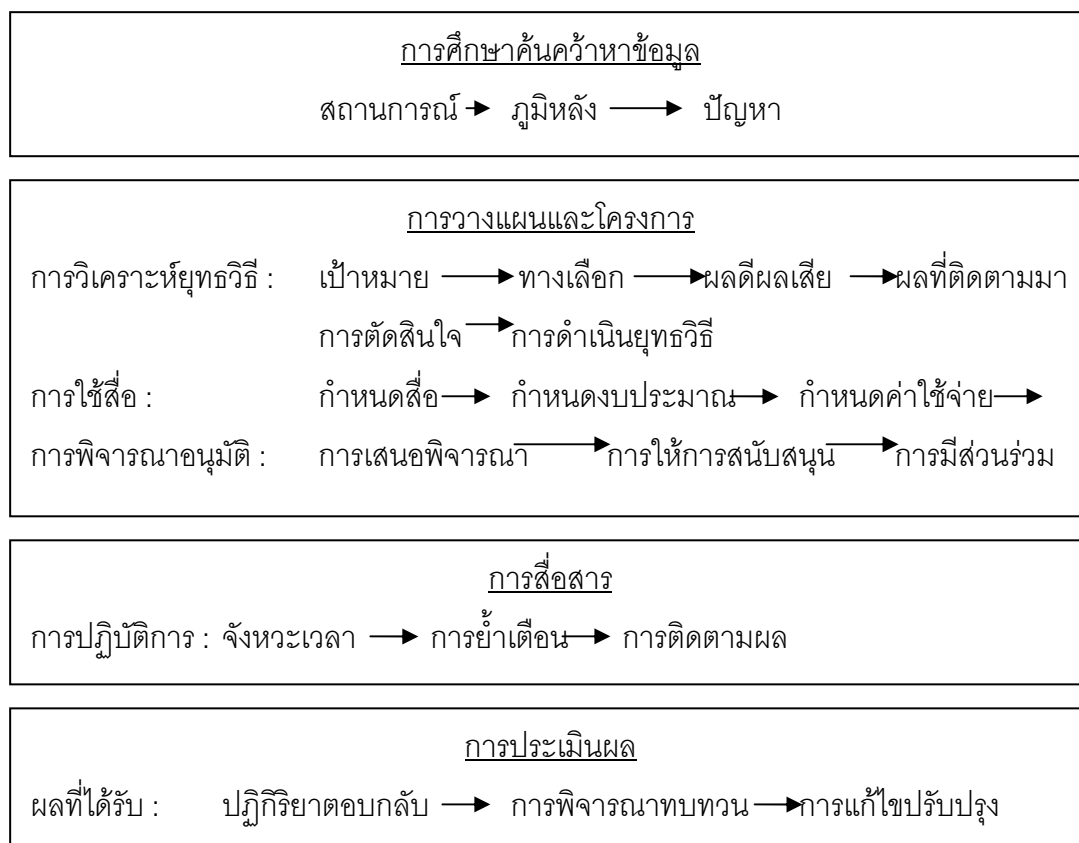 การศึกษาค้นคว้าหาข้อมูล
สถานการณ์ → ภูมิหลัง → ปัญหา
การวางแผนและโครงการ
การวิเคราะห์ยุทธวิธี : เป้าหมาย → ทางเลือก → ผลดีผลเสีย → ผลที่ติดตามมา
การตัดสินใจ → การดำเนินยุทธวิธี
การใช้สื่อ : กำหนดสื่อ → กำหนดงบประมาณ → กำหนดค่าใช้จ่าย →
การพิจารณาอนุมัติ : การเสนอพิจารณา → การให้การสนับสนุน → การมีส่วนร่วม
การสื่อสาร
การปฏิบัติการ : จังหวะเวลา → การย้ำเตือน → การติดตามผล
การประเมินผล
ผลที่ได้รับ : ปฏิกิริยาตอบกลับ → การพิจารณาทบทวน → การแก้ไขปรับปรุง